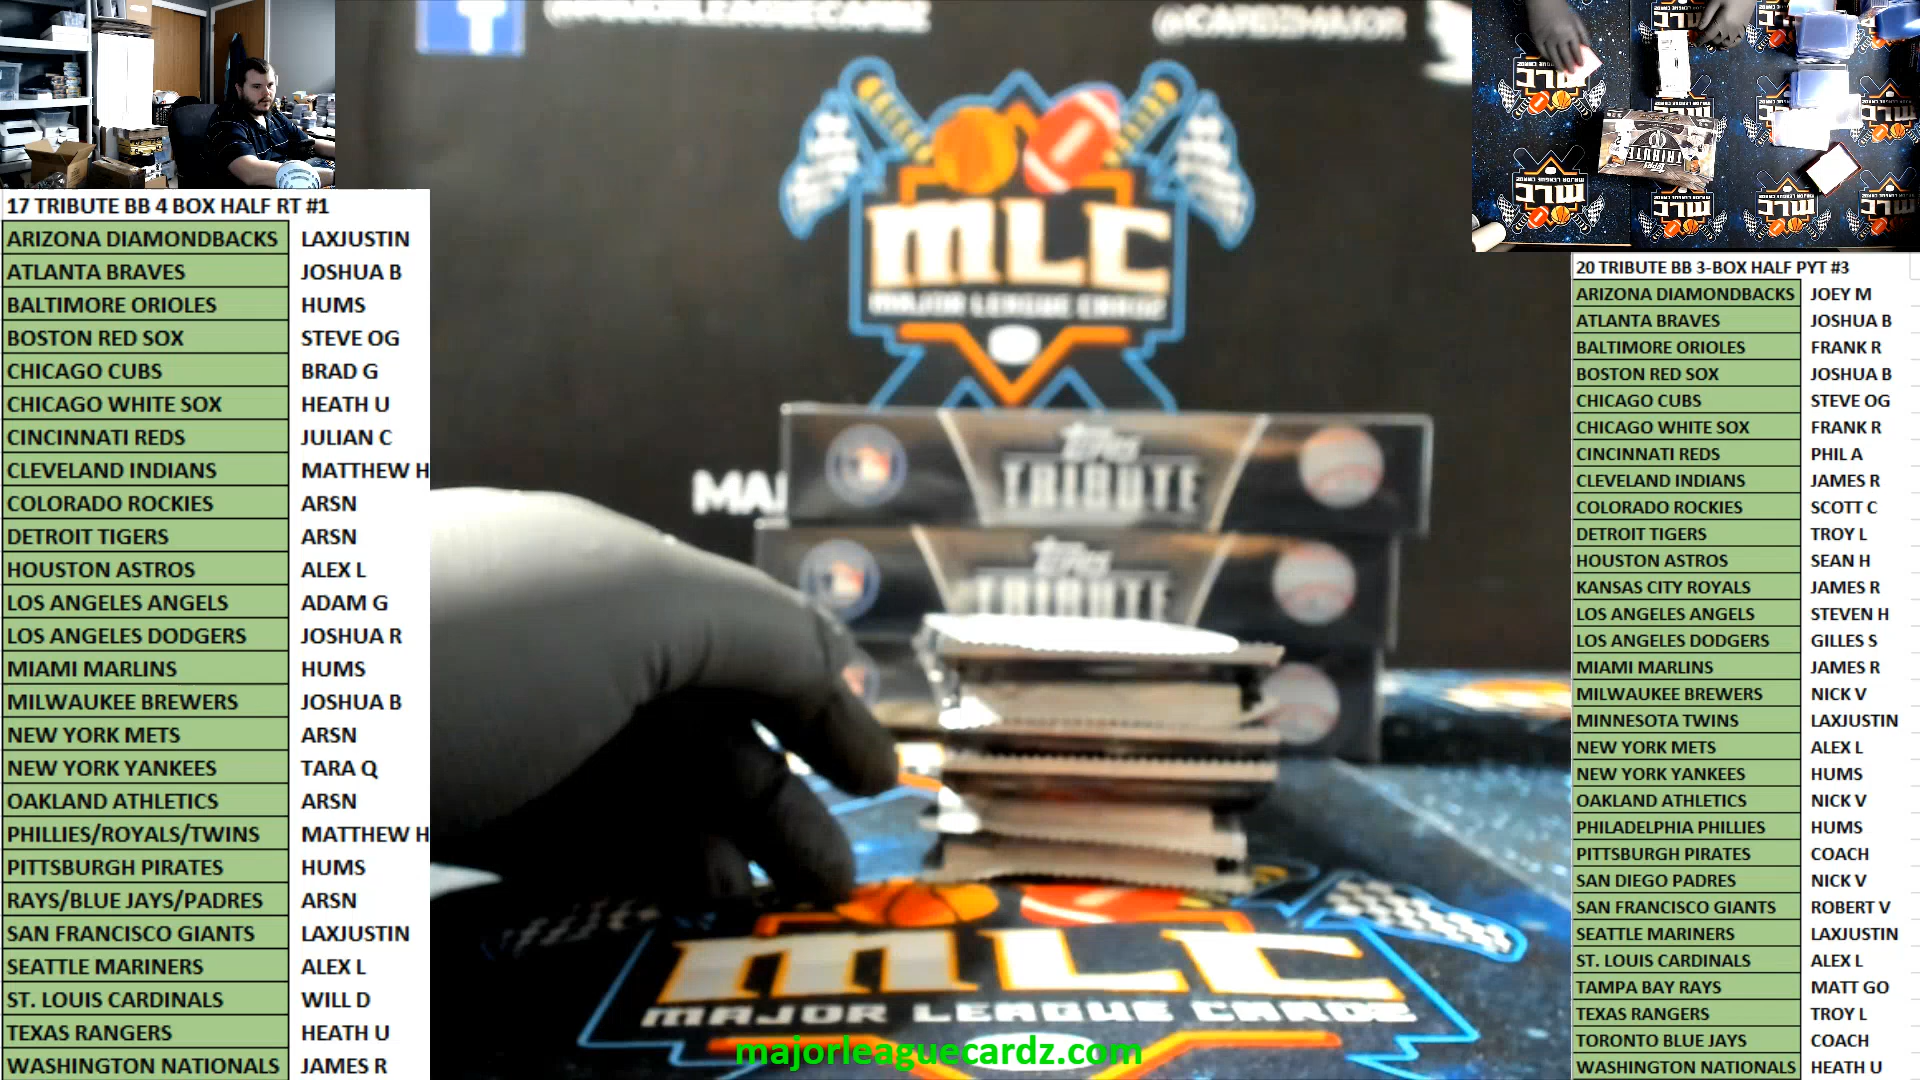 @CARDZMAJOR
MLC
MAJOR LEAGUE CARDZ
Topps
TRIBUTE
Topps
TRIBUTE
MLC
MAJOR LEAGUE CARDZ
majorleaguecardz.com
17 TRIBUTE BB 4 BOX HALF RT #1
ARIZONA DIAMONDBACKS LAXJUSTIN
ATLANTA BRAVES JOSHUA B
BALTIMORE ORIOLES HUMS
BOSTON RED SOX STEVE OG
CHICAGO CUBS BRAD G
CHICAGO WHITE SOX HEATH U
CINCINNATI REDS JULIAN C
CLEVELAND INDIANS MATTHEW H
COLORADO ROCKIES ARSN
DETROIT TIGERS ARSN
HOUSTON ASTROS ALEX L
LOS ANGELES ANGELS ADAM G
LOS ANGELES DODGERS JOSHUA R
MIAMI MARLINS HUMS
MILWAUKEE BREWERS JOSHUA B
NEW YORK METS ARSN
NEW YORK YANKEES TARA Q
OAKLAND ATHLETICS ARSN
PHILLIES/ROYALS/TWINS MATTHEW H
PITTSBURGH PIRATES HUMS
RAYS/BLUE JAYS/PADRES ARSN
SAN FRANCISCO GIANTS LAXJUSTIN
SEATTLE MARINERS ALEX L
ST. LOUIS CARDINALS WILL D
TEXAS RANGERS HEATH U
WASHINGTON NATIONALS JAMES R
TRIBUTE
MLC
20 TRIBUTE BB 3-BOX HALF PYT #3
ARIZONA DIAMONDBACKS JOEY M
ATLANTA BRAVES JOSHUA B
BALTIMORE ORIOLES FRANK R
BOSTON RED SOX JOSHUA B
CHICAGO CUBS STEVE OG
CHICAGO WHITE SOX FRANK R
CINCINNATI REDS PHIL A
CLEVELAND INDIANS JAMES R
COLORADO ROCKIES SCOTT C
DETROIT TIGERS TROY L
HOUSTON ASTROS SEAN H
KANSAS CITY ROYALS JAMES R
LOS ANGELES ANGELS STEVEN H
LOS ANGELES DODGERS GILLES S
MIAMI MARLINS JAMES R
MILWAUKEE BREWERS NICK V
MINNESOTA TWINS LAXJUSTIN
NEW YORK METS ALEX L
NEW YORK YANKEES HUMS
OAKLAND ATHLETICS NICK V
PHILADELPHIA PHILLIES HUMS
PITTSBURGH PIRATES COACH
SAN DIEGO PADRES NICK V
SAN FRANCISCO GIANTS ROBERT V
SEATTLE MARINERS LAXJUSTIN
ST. LOUIS CARDINALS ALEX L
TAMPA BAY RAYS MATT GO
TEXAS RANGERS TROY L
TORONTO BLUE JAYS COACH
WASHINGTON NATIONALS HEATH U